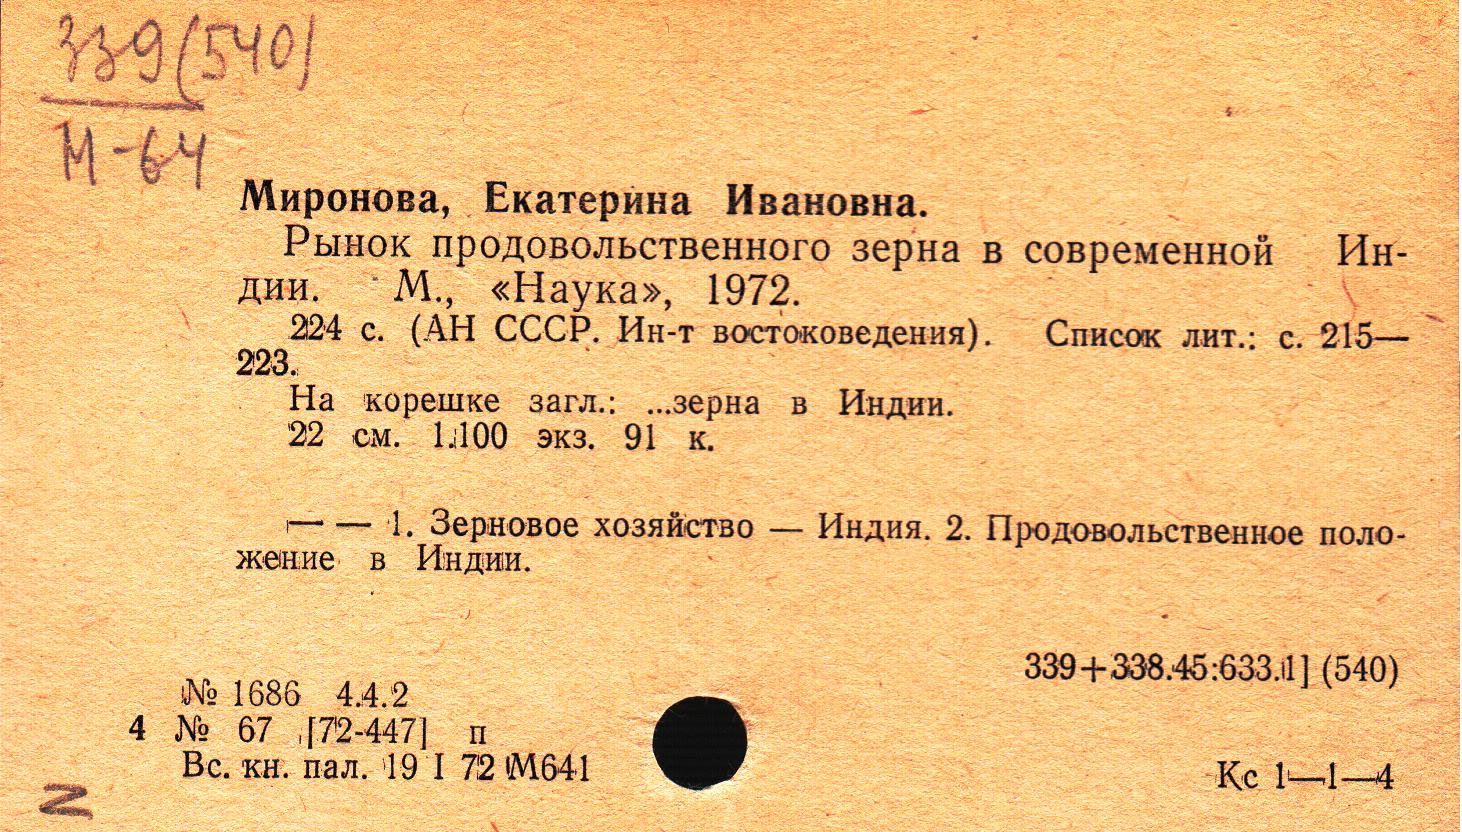 339(540)
М-64
Миронова, Екатерина Ивановна.
Рынок продовольственного зерна в современной Ин-
дии. М., «Наука», 1972.
224 с. (АН СССР. Ин-т востоковедения). Список лит.: с. 215—
223.
На корешке загл.: ...зерна в Индии.
22 см. 1.100 экз. 91 к.
— — 1. Зерновое хозяйство — Индия. 2. Продовольственное поло-
жение в Индии.
339+338.45:633.1] (540)
№ 1686 4.4.2
4 № 67 [72-447] п
Вс. кн. пал. 19 I 72 М641
Кс 1—1—4